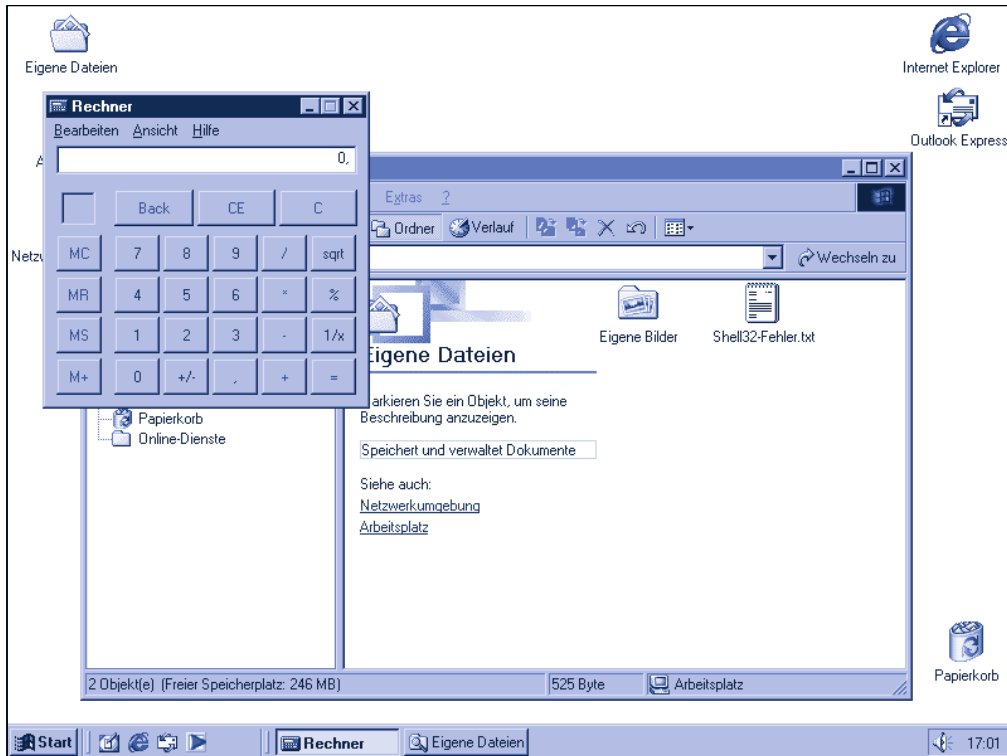 Eigene Dateien
Internet Explorer
Outlook Express
Rechner
Bearbeiten Ansicht Hilfe
0,
Back CE C
MC 7 8 9 / sqrt
MR 4 5 6 * %
MS 1 2 3 - 1/x
M+ 0 +/- , + =
Extras ?
Ordner Verlauf
Wechseln zu
Eigene Dateien
Eigene Bilder
Shell32-Fehler.txt
Markieren Sie ein Objekt, um seine
Beschreibung anzuzeigen.
Speichert und verwaltet Dokumente
Siehe auch:
Netzwerkumgebung
Arbeitsplatz
Papierkorb
Online-Dienste
2 Objekt(e) (Freier Speicherplatz: 246 MB)
525 Byte
Arbeitsplatz
Papierkorb
Start
Rechner
Eigene Dateien
17:01